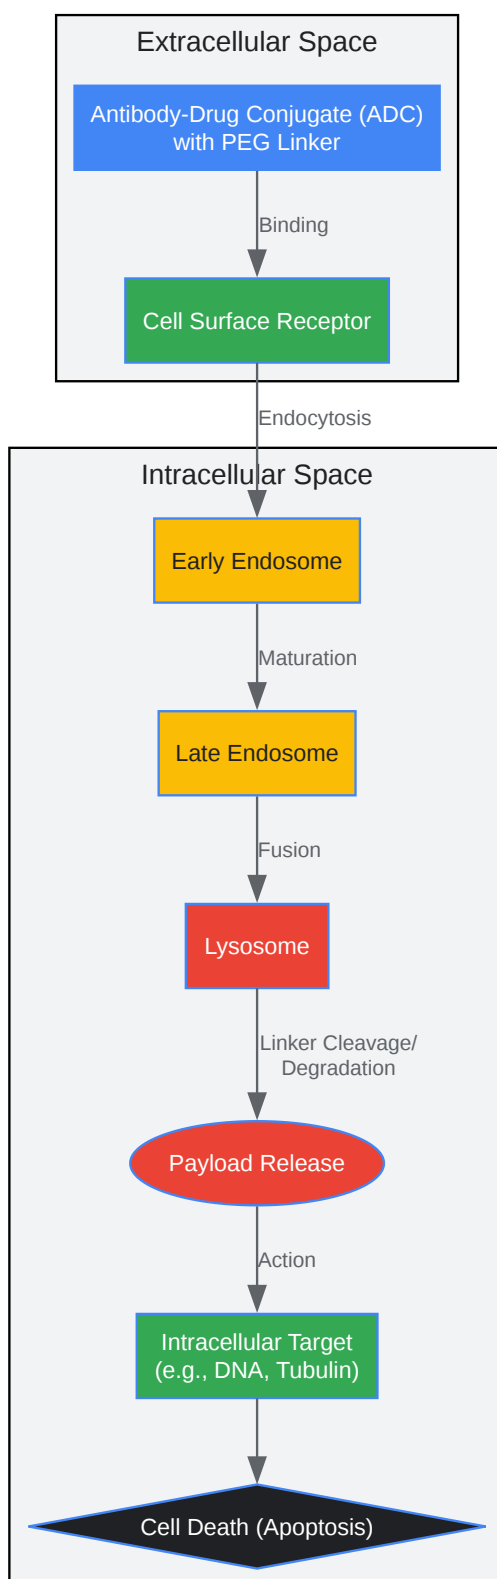 Extracellular Space
Antibody-Drug Conjugate (ADC)
with PEG Linker
Binding
Cell Surface Receptor
Endocytosis
Intracellular Space
Early Endosome
Maturation
Late Endosome
Fusion
Lysosome
Linker Cleavage/
Degradation
Payload Release
Action
Intracellular Target
(e.g., DNA, Tubulin)
Cell Death (Apoptosis)